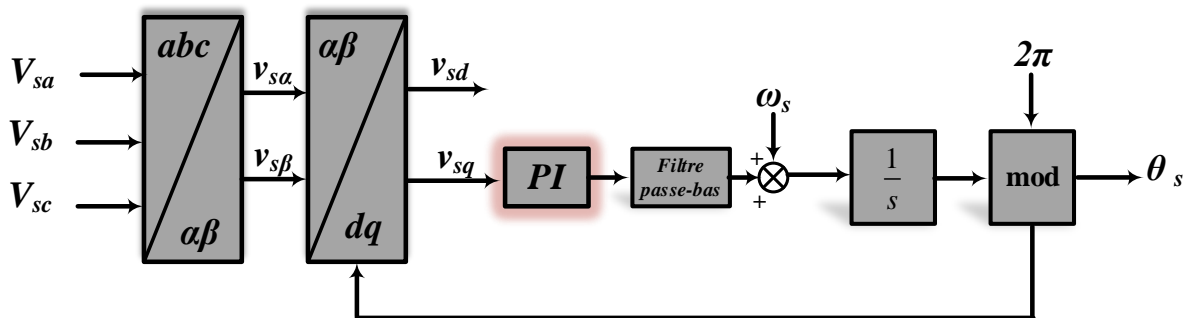 abc
αβ
V_sa
V_sb
V_sc
v_sα
v_sβ
αβ
dq
v_sd
v_sq
PI
Filtre
passe-bas
ω_s
+
+
1
s
2π
mod
θ_s